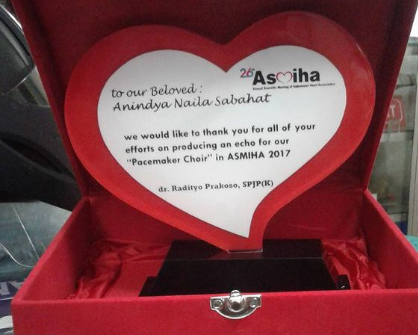 26th Asmiha
Annual Scientific Meeting of Indonesian Heart Association
to our Beloved :
Anindya Naila Sabahat
we would like to thank you for all of your
efforts on producing an echo for our
"Pacemaker Choir" in ASMIHA 2017
dr. Radityo Prakoso, SPJP(K)